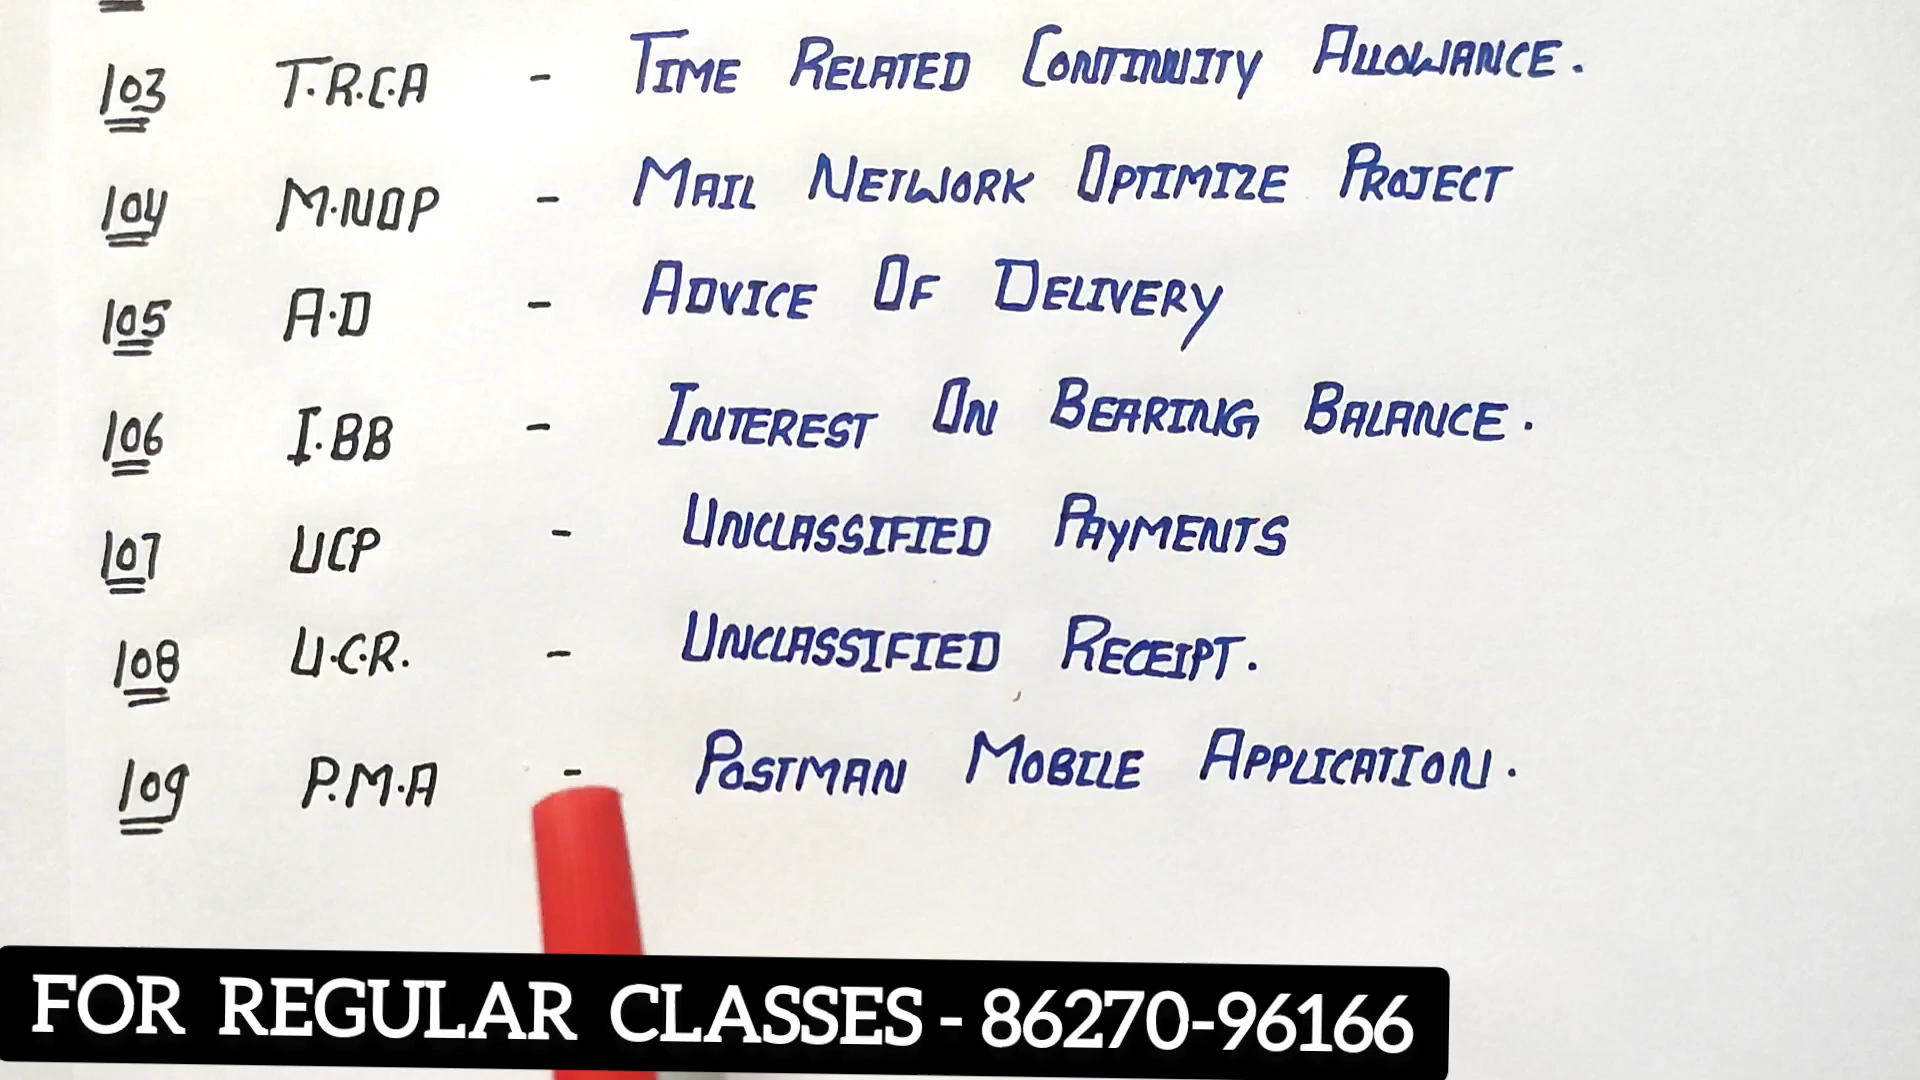 103 T.R.C.A - TIME RELATED CONTINUITY ALLOWANCE.
104 M.NOP - MAIL NETWORK OPTIMIZE PROJECT
105 A.D - ADVICE OF DELIVERY
106 I.BB - INTEREST ON BEARING BALANCE.
107 UCP - UNCLASSIFIED PAYMENTS
108 U.C.R. - UNCLASSIFIED RECEIPT.
109 P.M.A - POSTMAN MOBILE APPLICATION.
FOR REGULAR CLASSES - 86270-96166